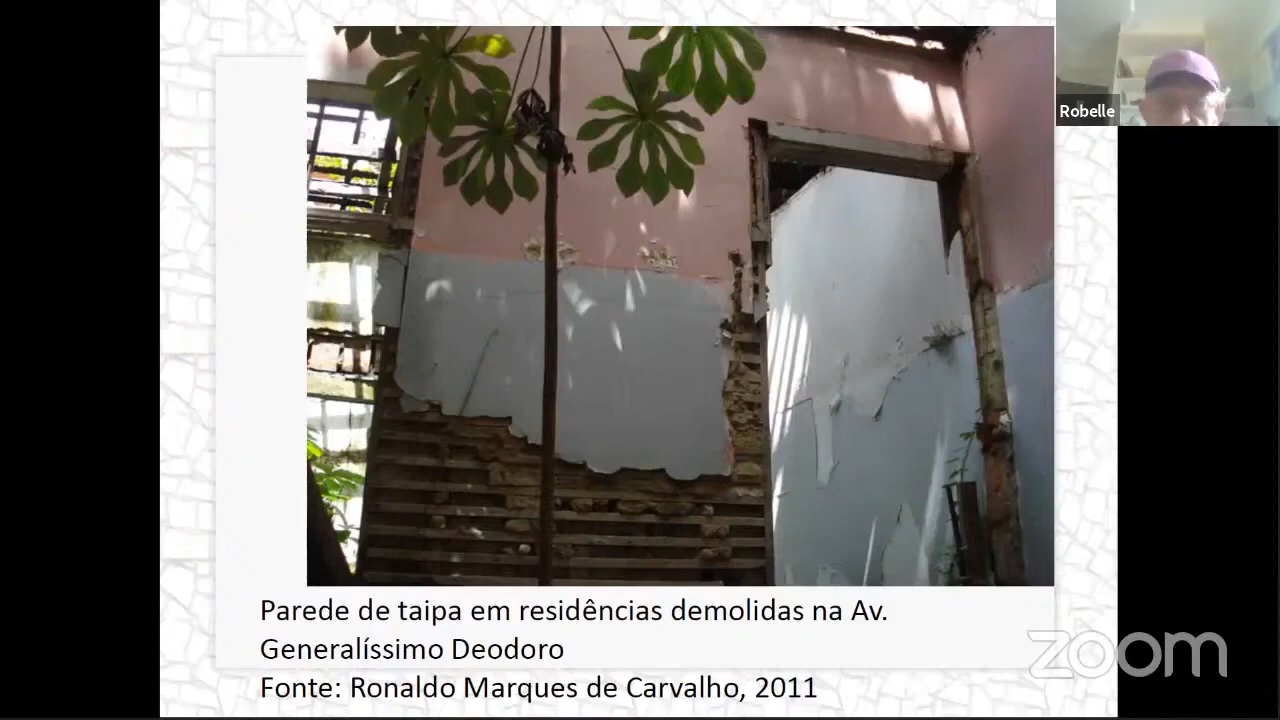 Robelle
Parede de taipa em residências demolidas na Av.
Generalíssimo Deodoro
Fonte: Ronaldo Marques de Carvalho, 2011
zoom